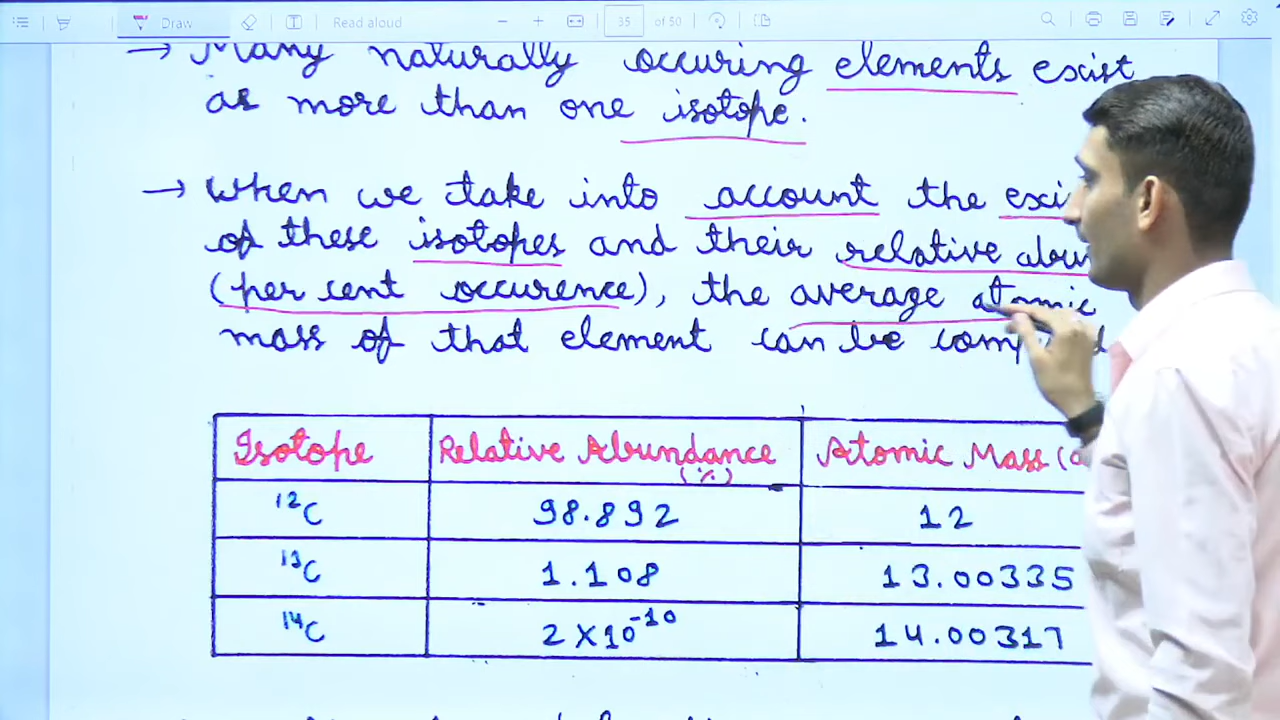 Draw
Read aloud
35 of 50
→ Many naturally occuring elements exist
as more than one isotope.
→ When we take into account the
of these isotopes and their relative
(per cent occurence), the average atomic
mass of that element can be
Isotope Relative Abundance (%) Atomic Mass (a
12C 98.892 12
13C 1.108 13.00335
14C 2 X 10-10 14.00317